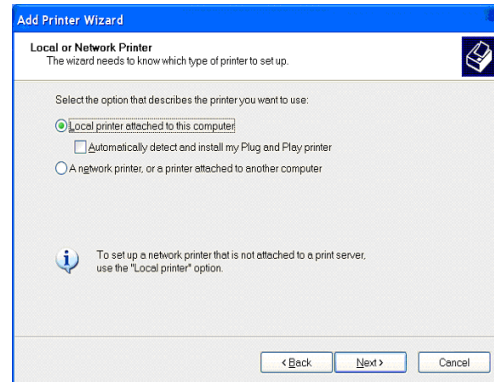 Add Printer Wizard
Local or Network Printer
The wizard needs to know which type of printer to set up.
Select the option that describes the printer you want to use:
Local printer attached to this computer
Automatically detect and install my Plug and Play printer
A network printer, or a printer attached to another computer
To set up a network printer that is not attached to a print server,
use the "Local printer" option.
< Back Next > Cancel